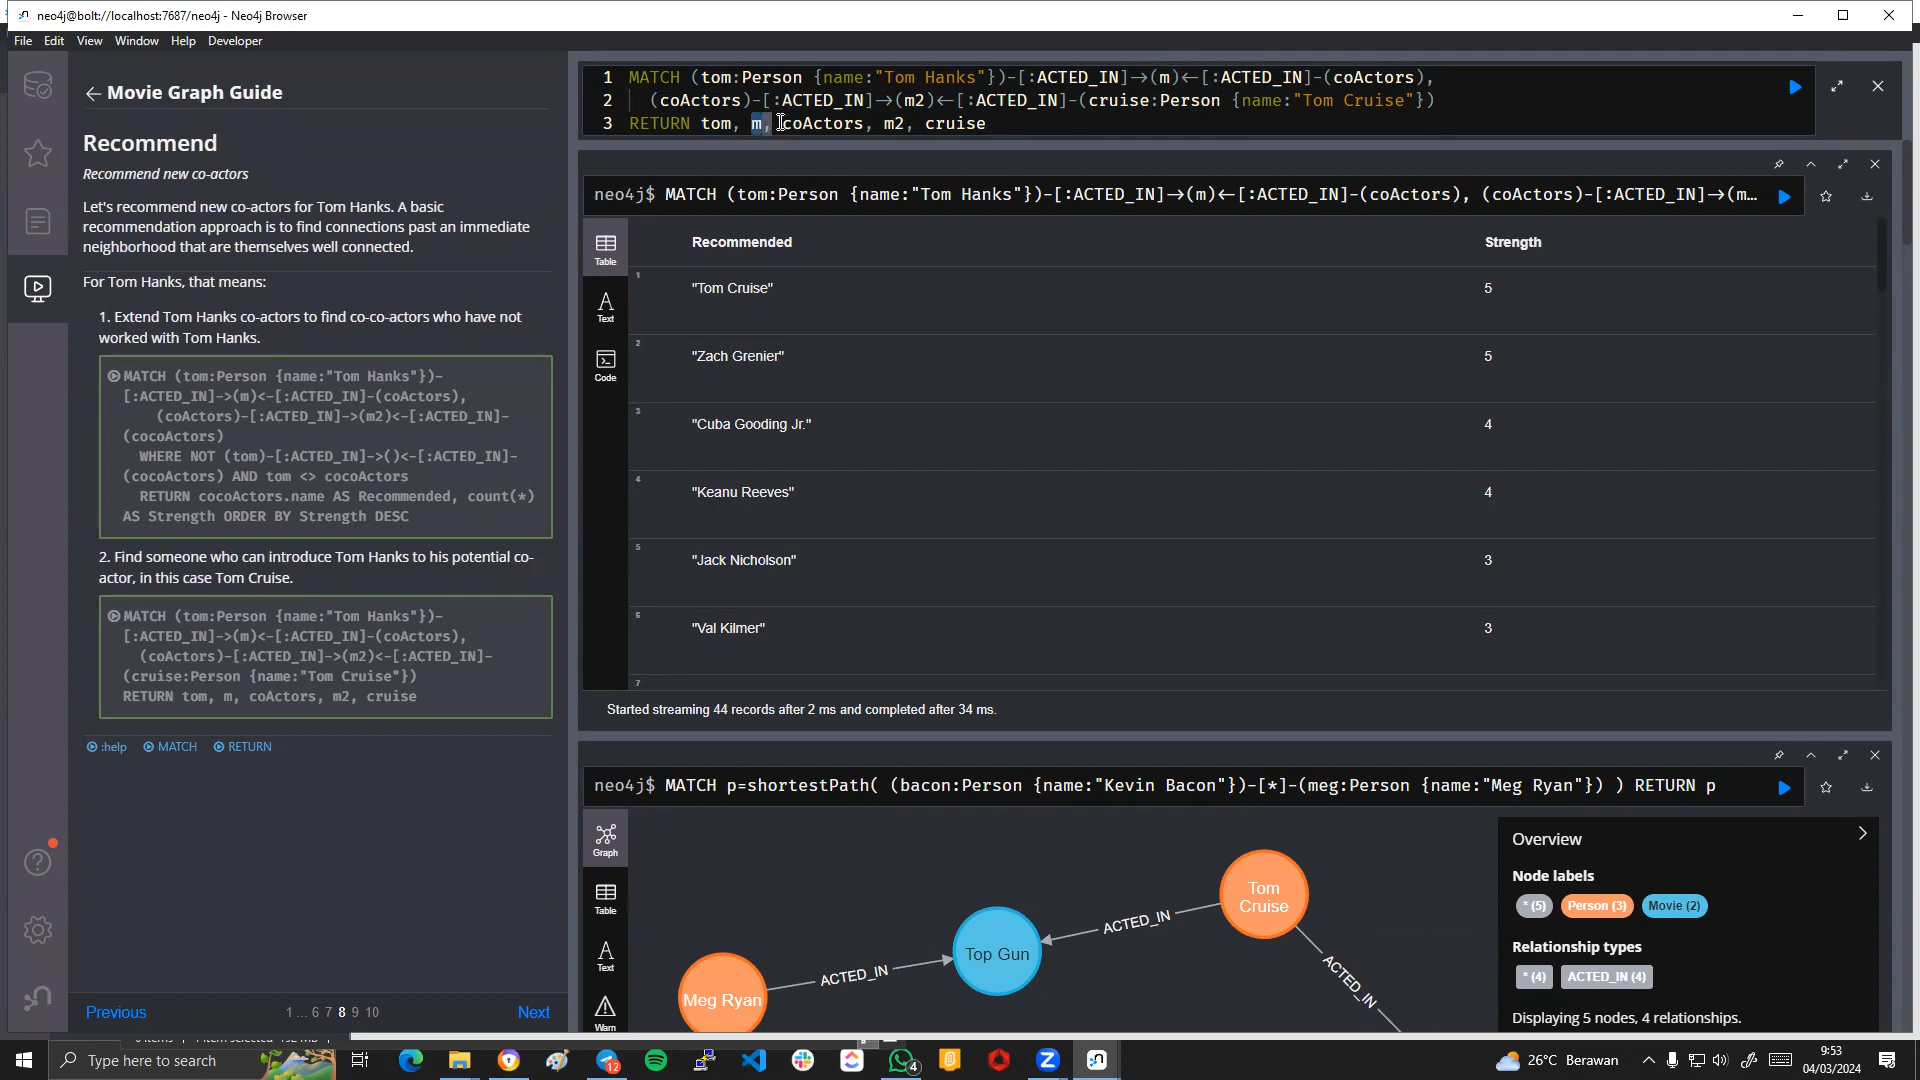 neo4j@bolt://localhost:7687/neo4j - Neo4j Browser
File Edit View Window Help Developer
Movie Graph Guide
Recommend
Recommend new co-actors
Let's recommend new co-actors for Tom Hanks. A basic
recommendation approach is to find connections past an immediate
neighborhood that are themselves well connected.
For Tom Hanks, that means:
1. Extend Tom Hanks co-actors to find co-co-actors who have not
worked with Tom Hanks.
MATCH (tom:Person {name:"Tom Hanks"})-
[:ACTED_IN]->(m)<-[:ACTED_IN]-(coActors),
(coActors)-[:ACTED_IN]->(m2)<-[:ACTED_IN]-
(cocoActors)
WHERE NOT (tom)-[:ACTED_IN]->()<-[:ACTED_IN]-
(cocoActors) AND tom <> cocoActors
RETURN cocoActors.name AS Recommended, count(*)
AS Strength ORDER BY Strength DESC
2. Find someone who can introduce Tom Hanks to his potential co-
actor, in this case Tom Cruise.
MATCH (tom:Person {name:"Tom Hanks"})-
[:ACTED_IN]->(m)<-[:ACTED_IN]-(coActors),
(coActors)-[:ACTED_IN]->(m2)<-[:ACTED_IN]-
(cruise:Person {name:"Tom Cruise"})
RETURN tom, m, coActors, m2, cruise
:help MATCH RETURN
Previous 1 ... 6 7 8 9 10 Next
1 MATCH (tom:Person {name:"Tom Hanks"})-[:ACTED_IN]->(m)<-[:ACTED_IN]-(coActors),
2 (coActors)-[:ACTED_IN]->(m2)<-[:ACTED_IN]-(cruise:Person {name:"Tom Cruise"})
3 RETURN tom, m, coActors, m2, cruise
neo4j$ MATCH (tom:Person {name:"Tom Hanks"})-[:ACTED_IN]->(m)<-[:ACTED_IN]-(coActors), (coActors)-[:ACTED_IN]->(m...
Table
Text
Code
Recommended Strength
1 "Tom Cruise" 5
2 "Zach Grenier" 5
3 "Cuba Gooding Jr." 4
4 "Keanu Reeves" 4
5 "Jack Nicholson" 3
6 "Val Kilmer" 3
7
Started streaming 44 records after 2 ms and completed after 34 ms.
neo4j$ MATCH p=shortestPath( (bacon:Person {name:"Kevin Bacon"})-[*]-(meg:Person {name:"Meg Ryan"}) ) RETURN p
Graph
Table
Text
Warn
Tom
Cruise
ACTED_IN
Top Gun
ACTED_IN
Meg Ryan
ACTED_IN
Overview
Node labels
* (5) Person (3) Movie (2)
Relationship types
* (4) ACTED_IN (4)
Displaying 5 nodes, 4 relationships.
Type here to search
12
4
26°C Berawan
9:53
04/03/2024